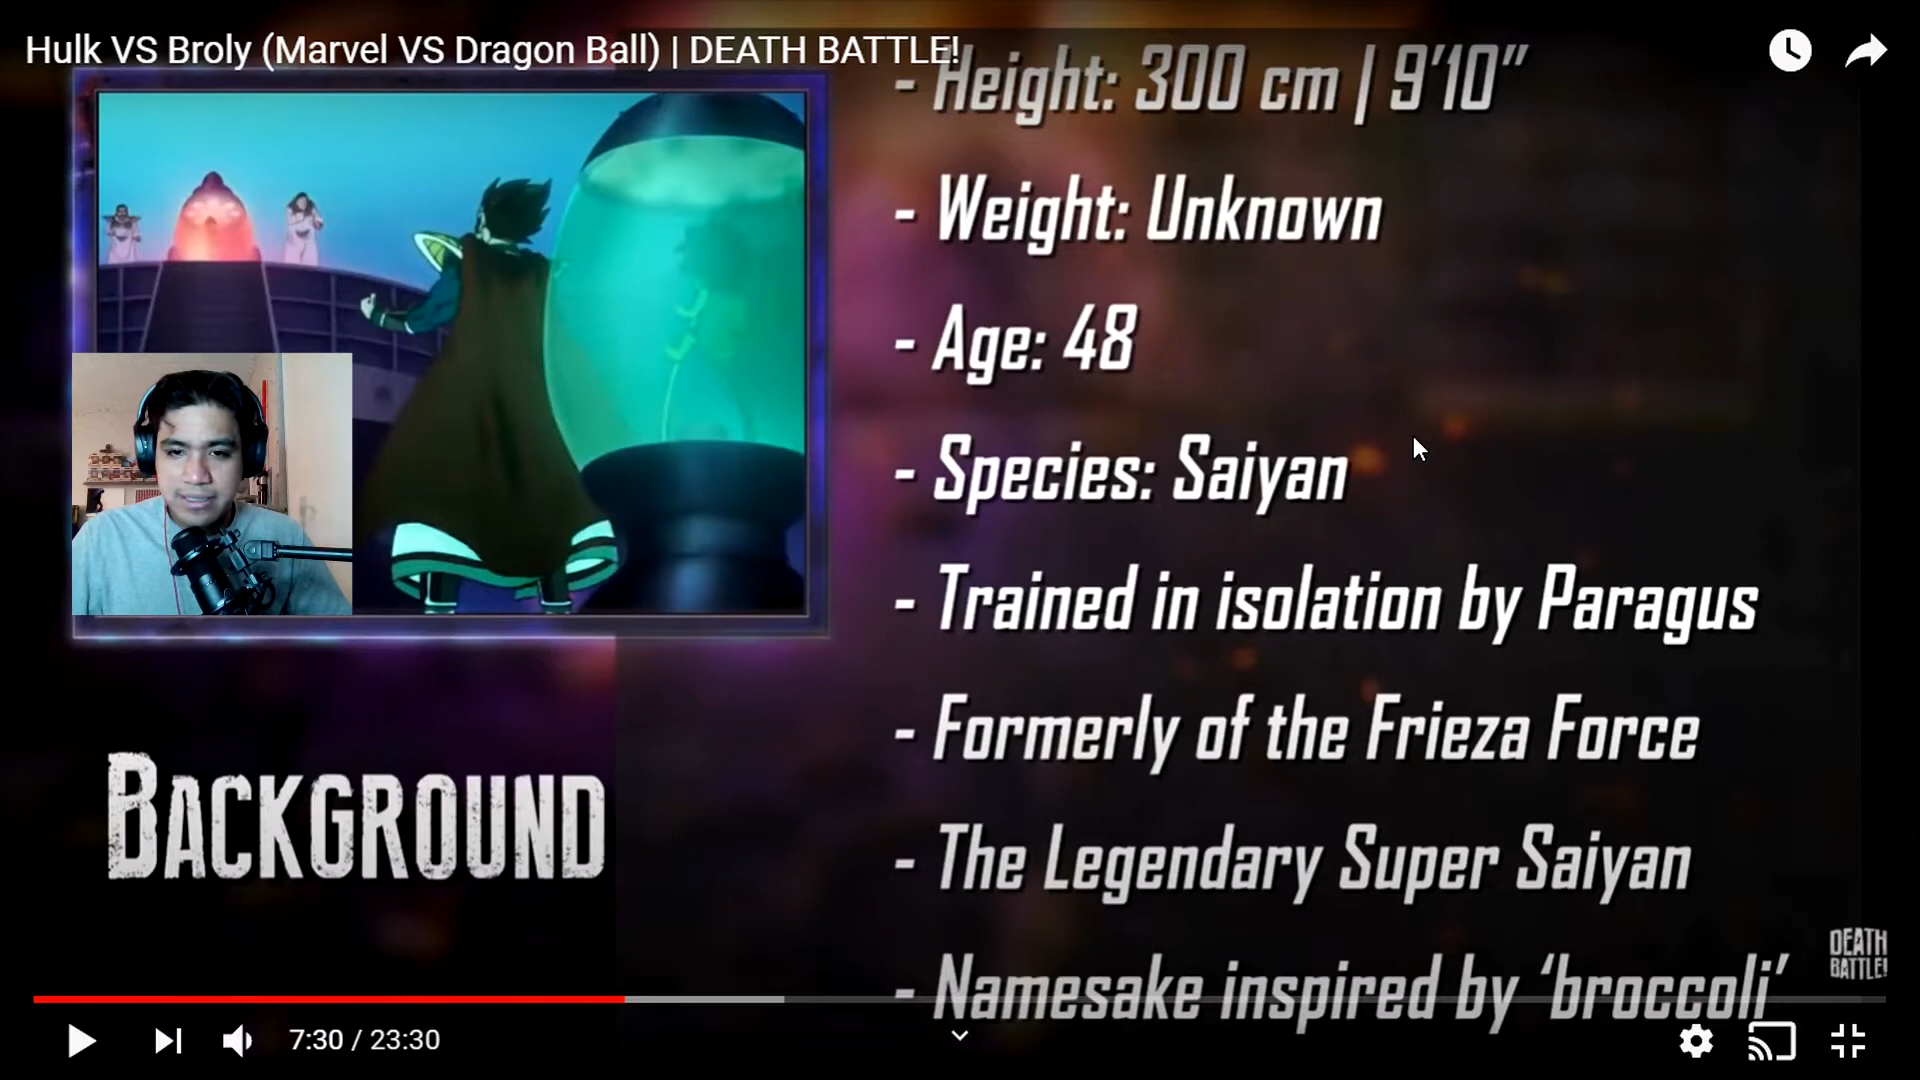 Hulk VS Broly (Marvel VS Dragon Ball) | DEATH BATTLE!
- Height: 300 cm | 9'10"
- Weight: Unknown
- Age: 48
- Species: Saiyan
- Trained in isolation by Paragus
- Formerly of the Frieza Force
- The Legendary Super Saiyan
- Namesake inspired by ‘broccoli’
BACKGROUND
DEATH
BATTLE!
7:30 / 23:30